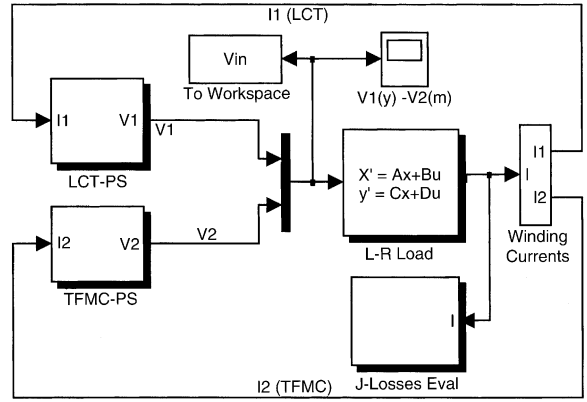 I1 (LCT)
Vin
To Workspace
V1(y) -V2(m)
I1
V1
V1
LCT-PS
X' = Ax+Bu
y' = Cx+Du
L-R Load
I1
I
I2
Winding
Currents
I2
V2
V2
TFMC-PS
I
J-Losses Eval
I2 (TFMC)